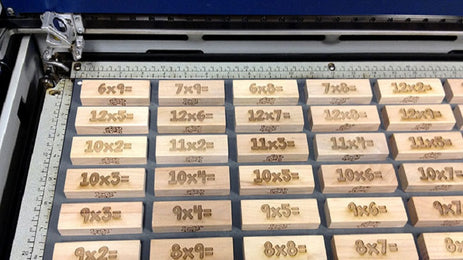 6x9= 7x9= 6x8= 7x8= 12x2=
12x5= 12x6= 12x7= 12x8= 12x9=
10x2= 11x2= 11x3= 11x4= 11x5=
10x3= 10x4= 10x5= 10x6= 10x7=
9x3= 9x4= 9x5= 9x6= 9x7=
9x2= 8x9= 8x8= 8x7=